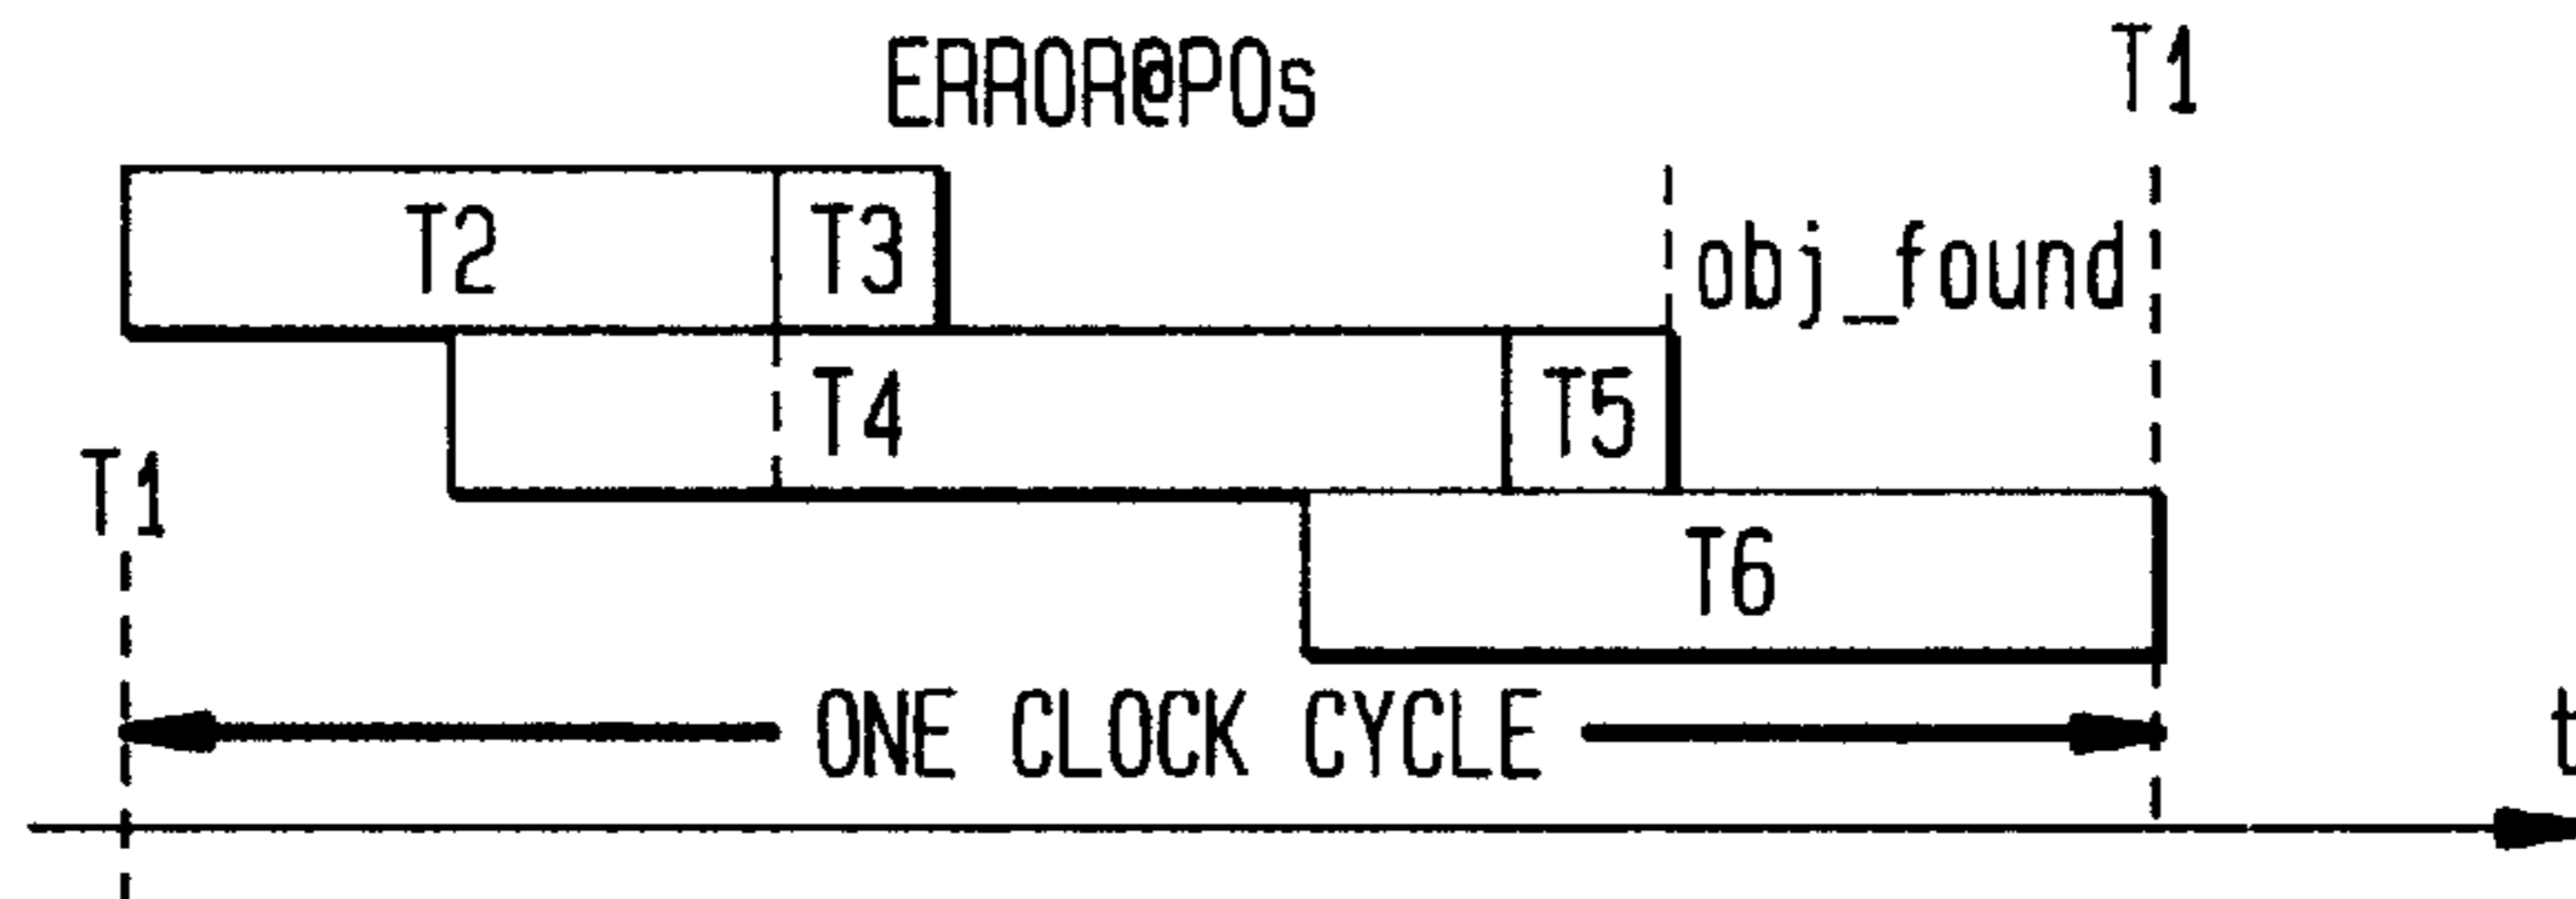 ERROR@POs
T1
T2
T3
obj_found
T4
T5
T1
T6
ONE CLOCK CYCLE
t